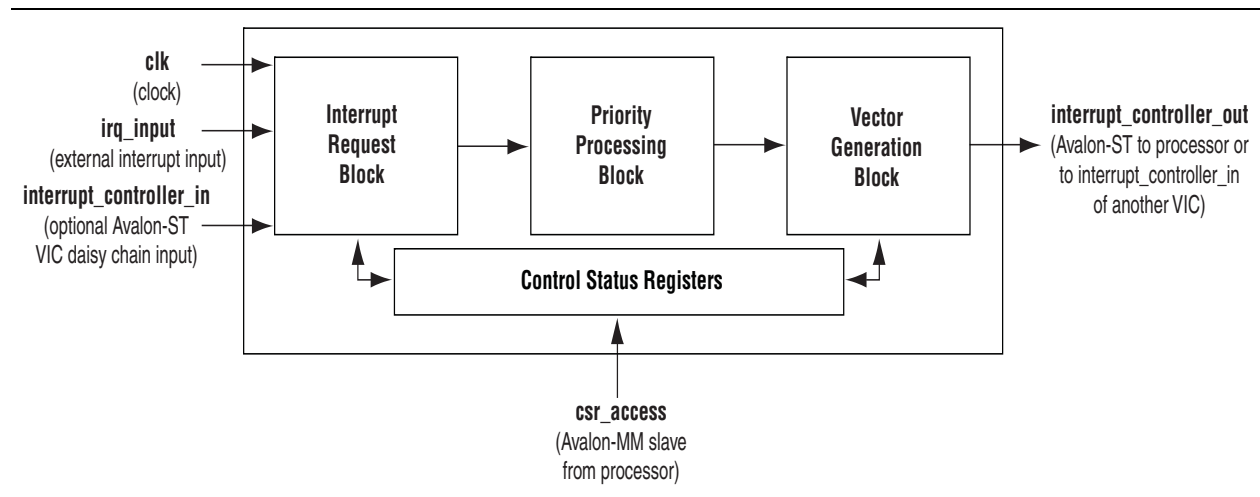 clk
(clock)
irq_input
(external interrupt input)
interrupt_controller_in
(optional Avalon-ST
VIC daisy chain input)
Interrupt
Request
Block
Priority
Processing
Block
Vector
Generation
Block
interrupt_controller_out
(Avalon-ST to processor or
to interrupt_controller_in
of another VIC)
Control Status Registers
csr_access
(Avalon-MM slave
from processor)